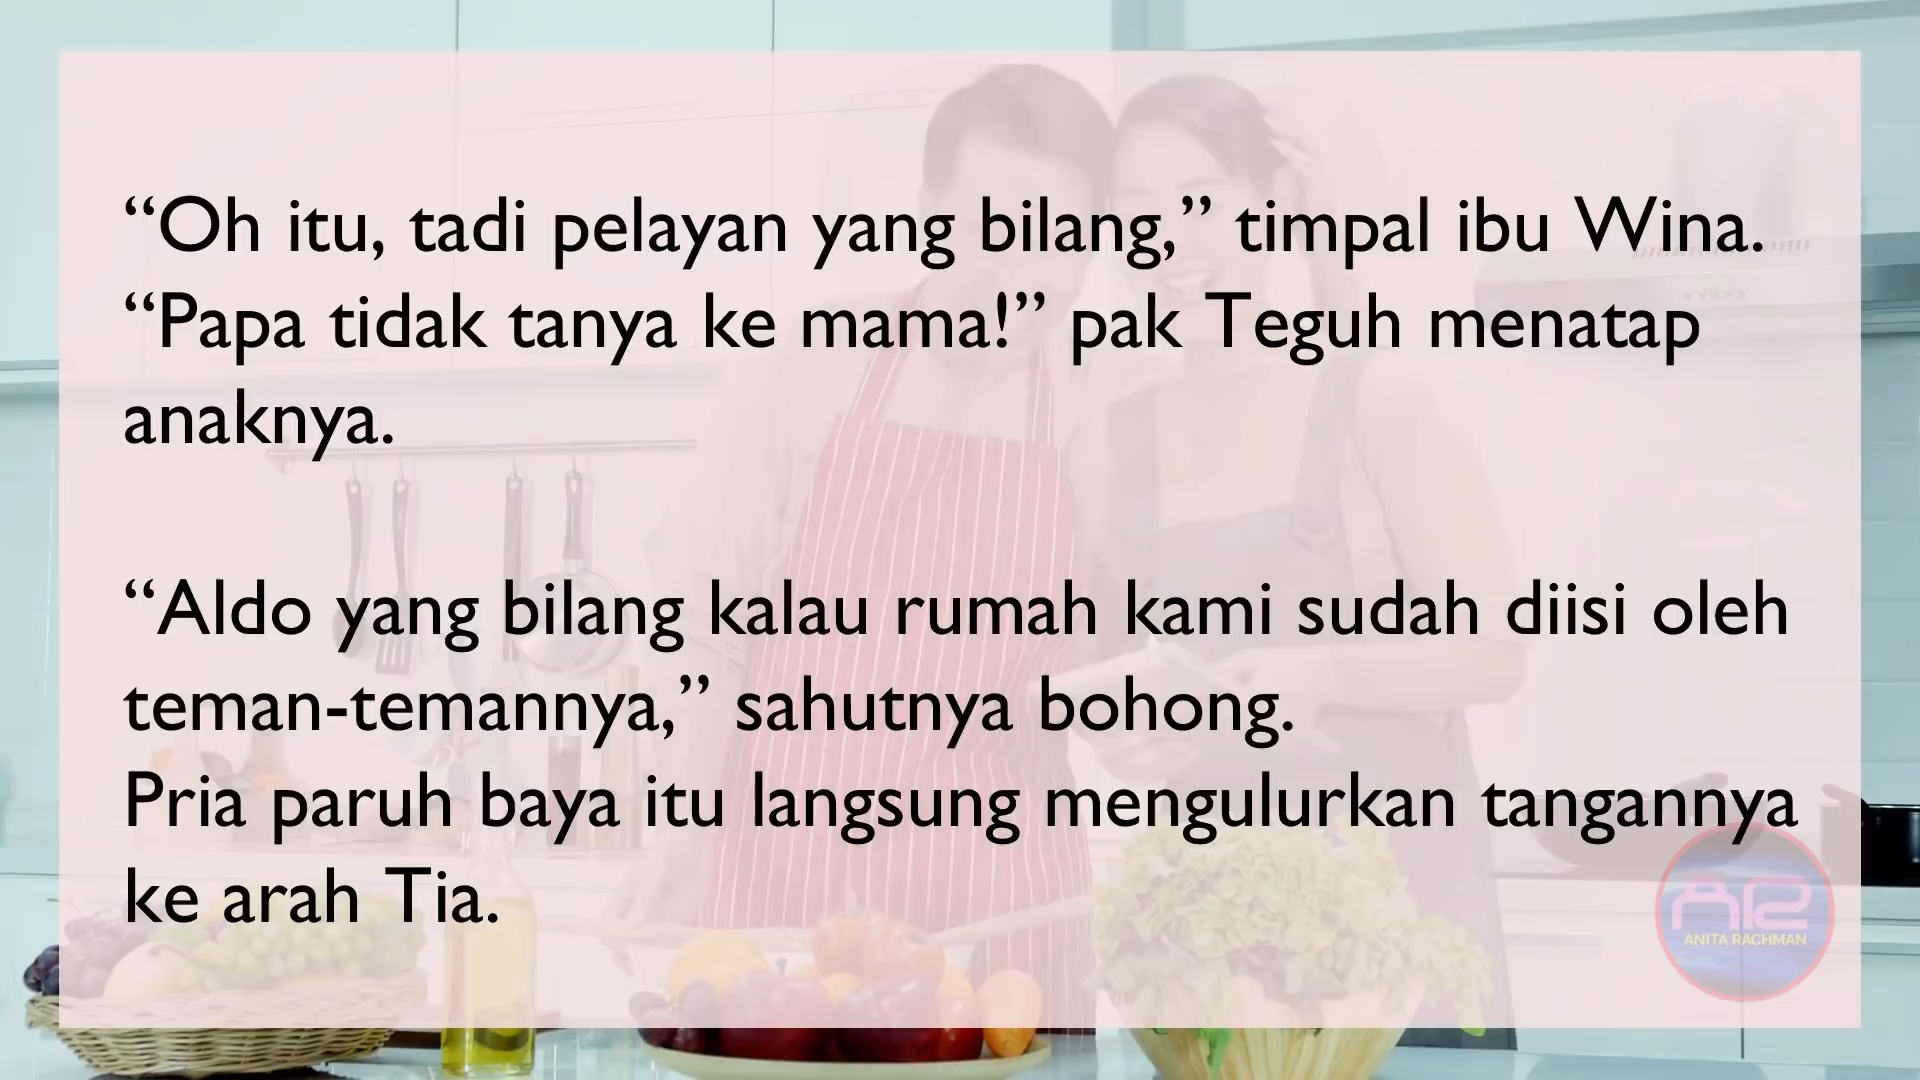 “Oh itu, tadi pelayan yang bilang,” timpal ibu Wina.
“Papa tidak tanya ke mama!” pak Teguh menatap
anaknya.
“Aldo yang bilang kalau rumah kami sudah diisi oleh
teman-temannya,” sahutnya bohong.
Pria paruh baya itu langsung mengulurkan tangannya
ke arah Tia.
AR
ANITA RACHMAN